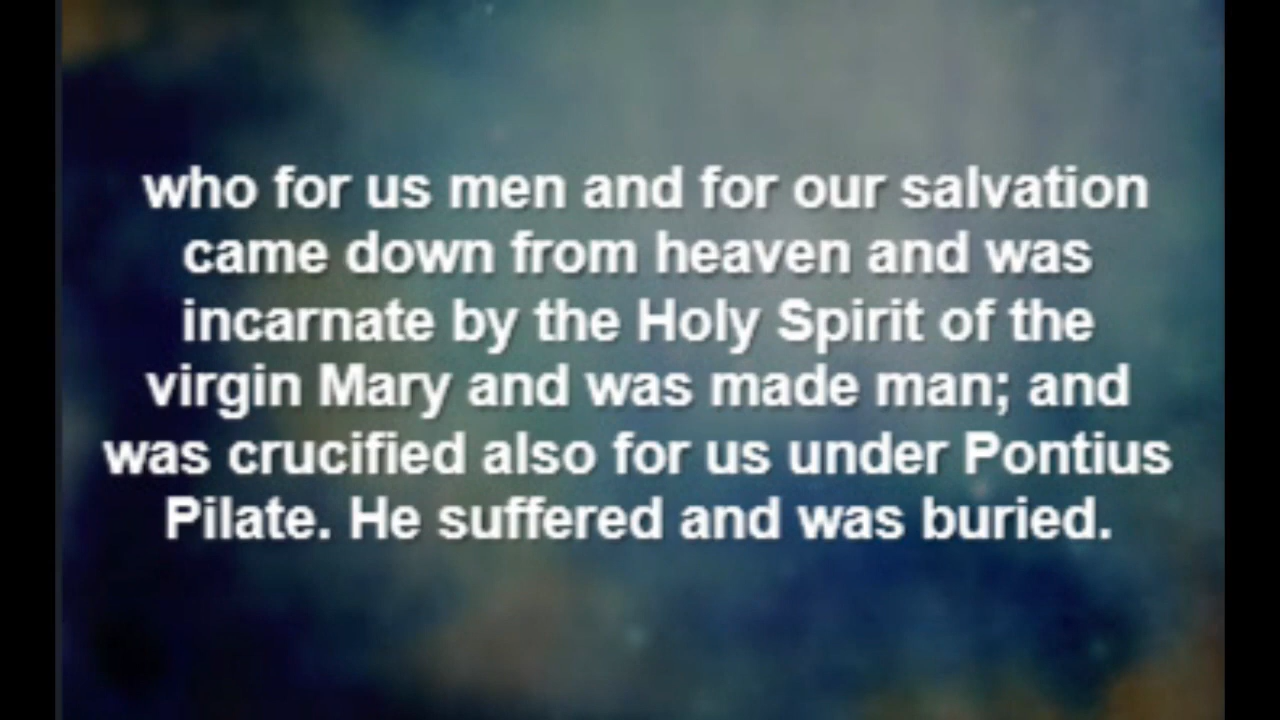 who for us men and for our salvation
came down from heaven and was
incarnate by the Holy Spirit of the
virgin Mary and was made man; and
was crucified also for us under Pontius
Pilate. He suffered and was buried.